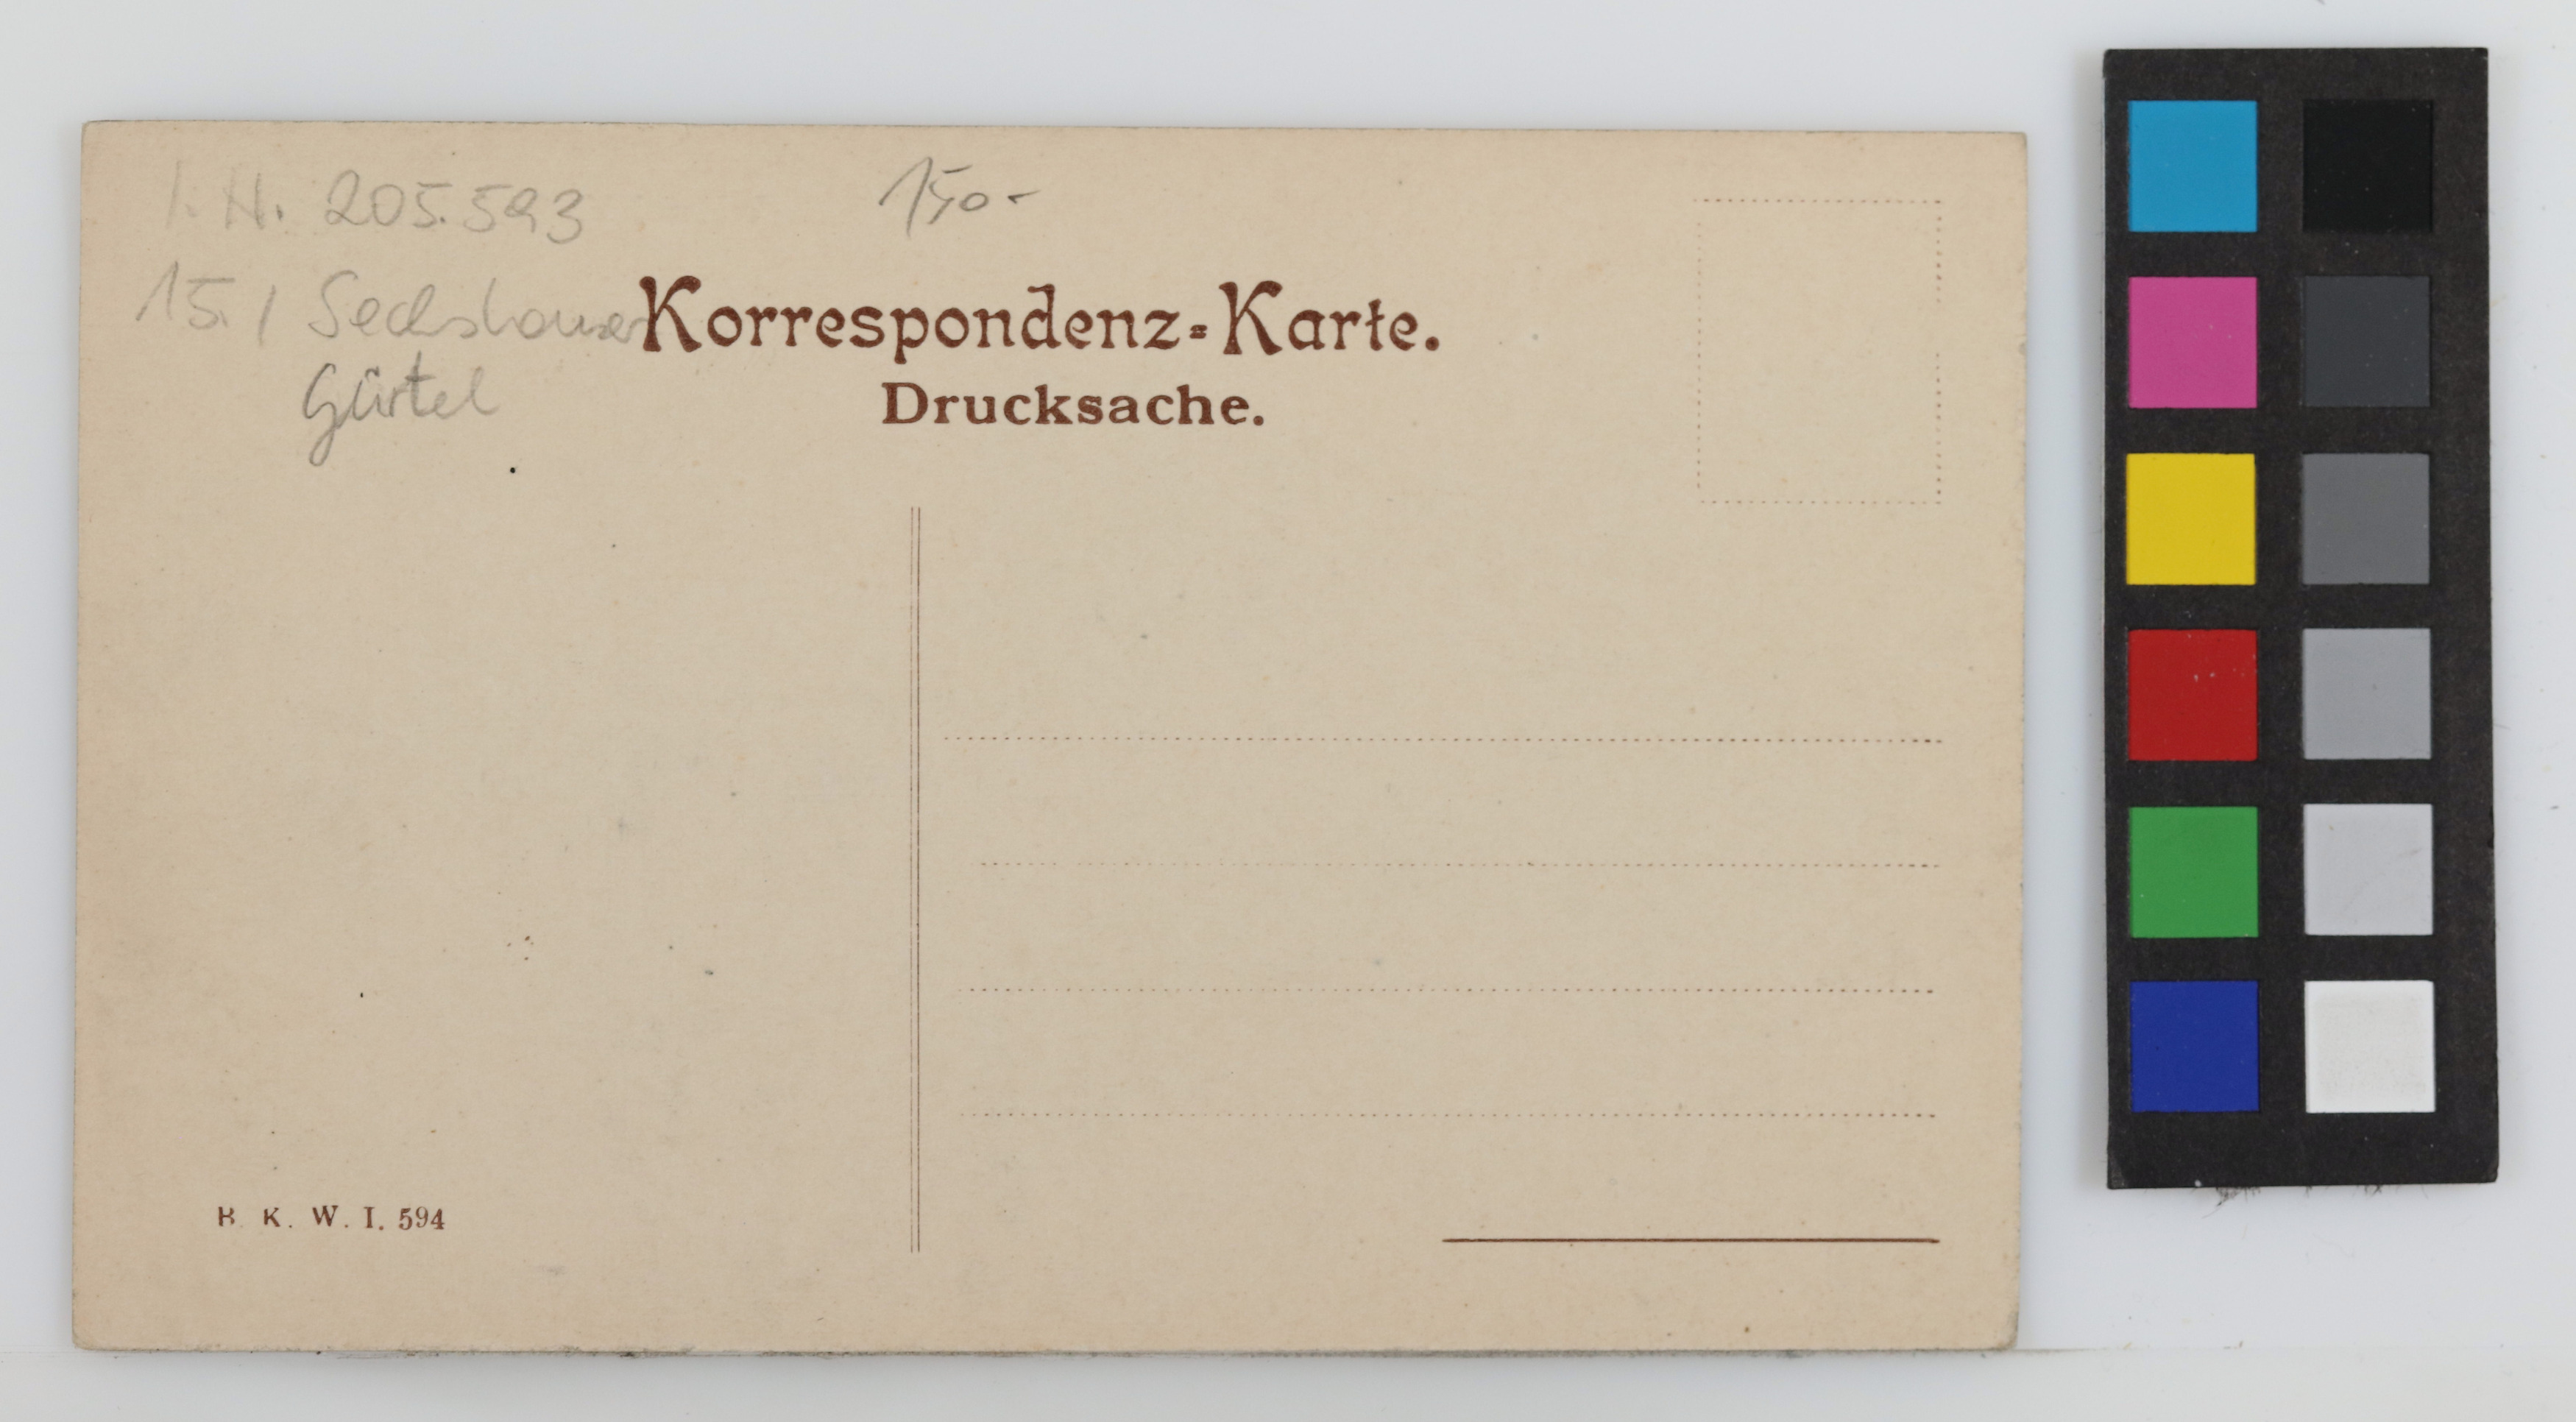 I. N. 205.593
150-
15. / Sechshauser
Gürtel
Korrespondenz-Karte.
Drucksache.
B. K. W. I. 594